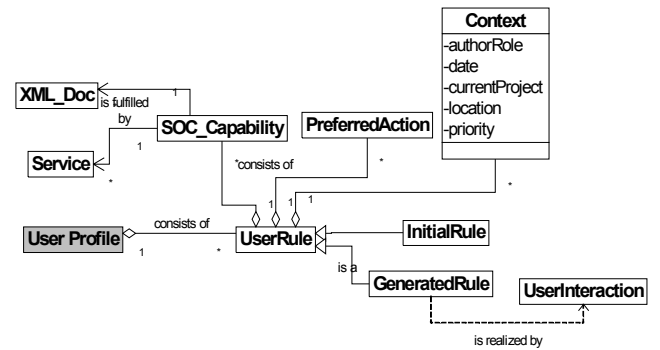 Context
-authorRole
-date
-currentProject
-location
-priority
XML_Doc
1
is fulfilled
by
SOC_Capability
PreferredAction
Service
1
*
*consists of
*
*
1
1
1
User Profile
consists of
1
*
UserRule
InitialRule
is a
GeneratedRule
UserInteraction
is realized by